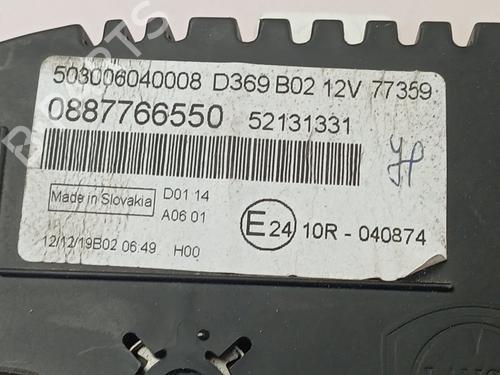 503006040008 D369 B02 12V 77359
0887766550 52131331
Made in Slovakia
D01 14
A06 01
E24 10R - 040874
12/12/19B02 06:49 H00